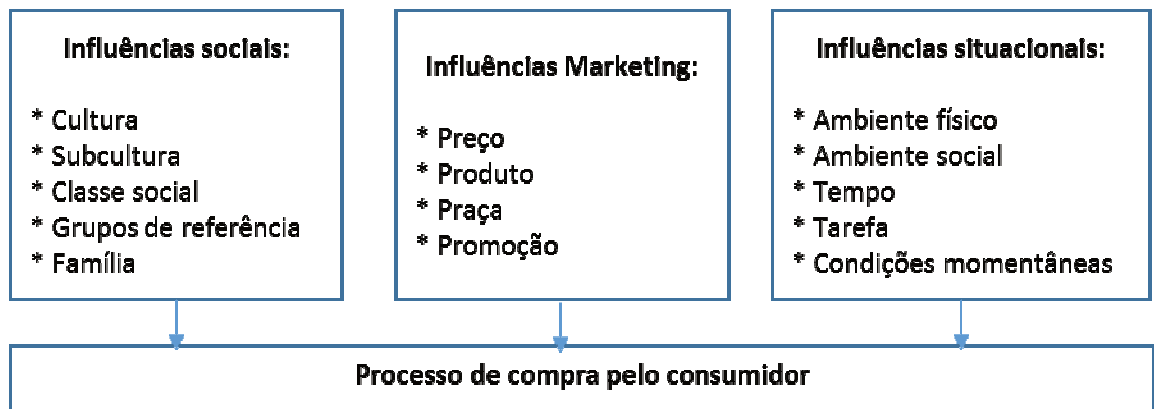 Influências sociais:
* Cultura
* Subcultura
* Classe social
* Grupos de referência
* Família
Influências Marketing:
* Preço
* Produto
* Praça
* Promoção
Influências situacionais:
* Ambiente físico
* Ambiente social
* Tempo
* Tarefa
* Condições momentâneas
Processo de compra pelo consumidor